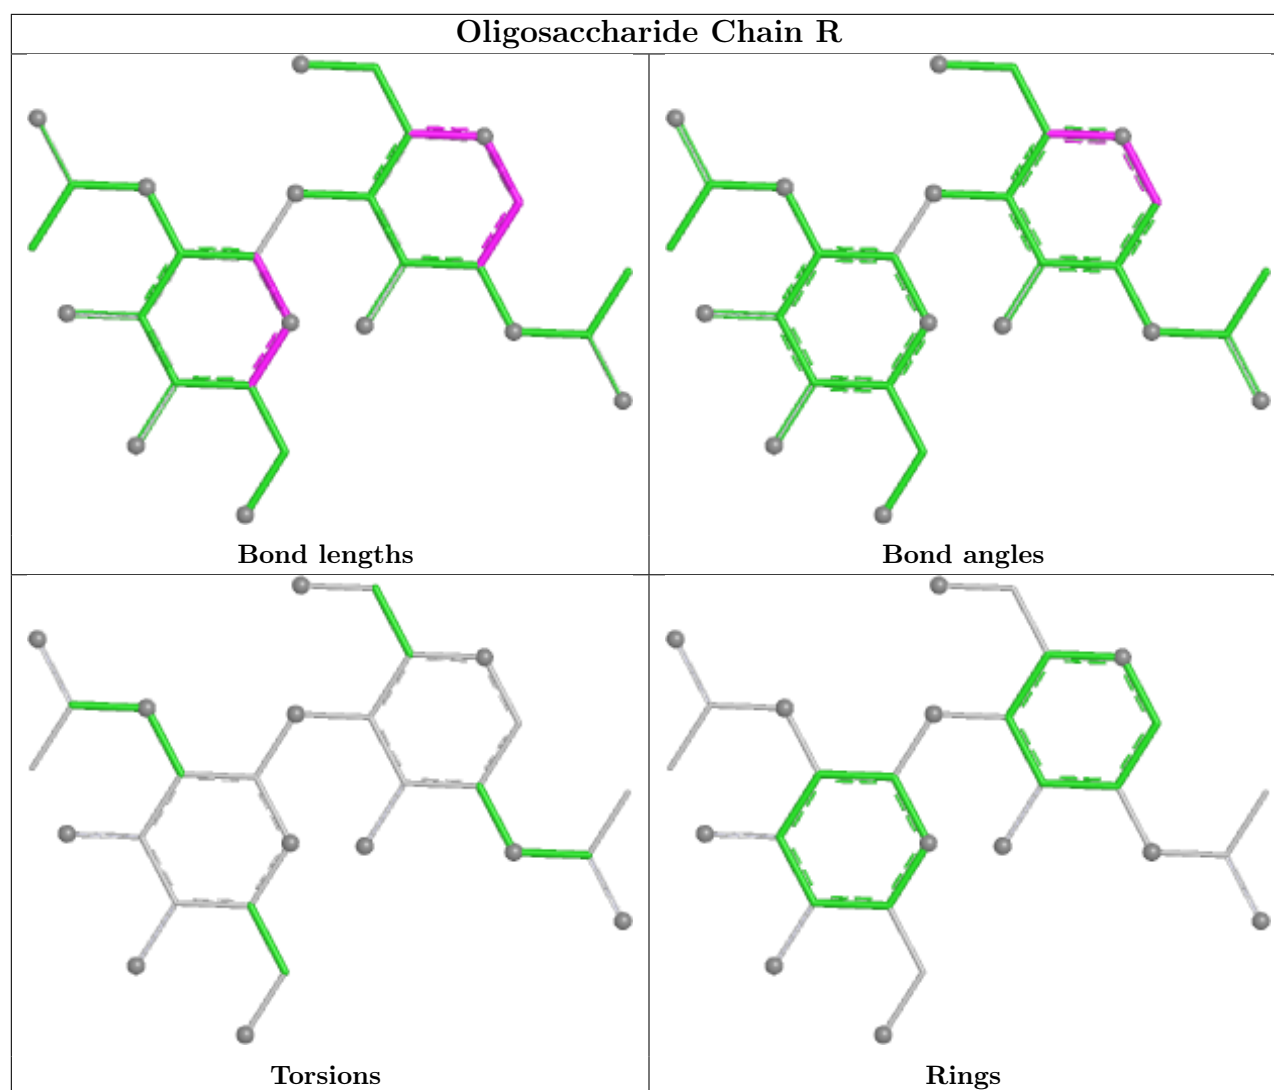 Oligosaccharide Chain R
Bond lengths
Bond angles
Torsions
Rings